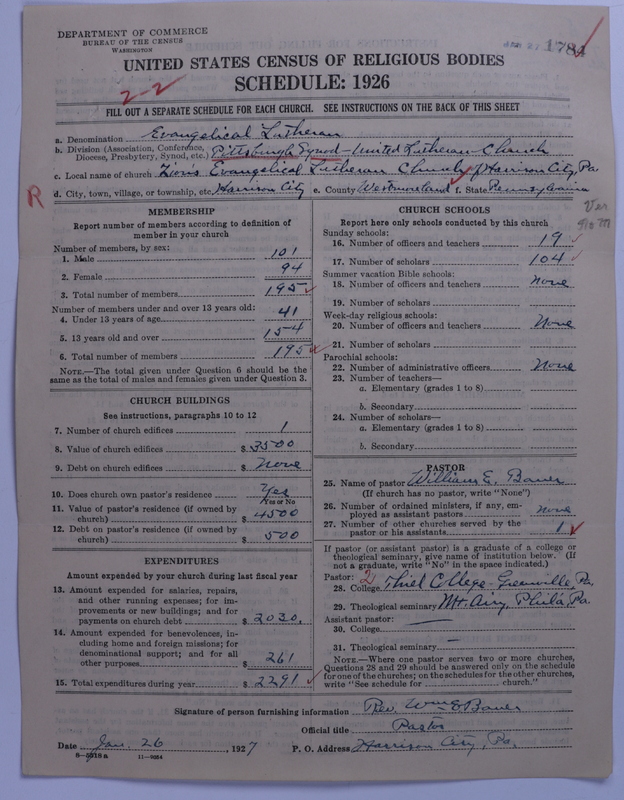 DEPARTMENT OF COMMERCE
BUREAU OF THE CENSUS
WASHINGTON
1784
UNITED STATES CENSUS OF RELIGIOUS BODIES
SCHEDULE: 1926
2-2
FILL OUT A SEPARATE SCHEDULE FOR EACH CHURCH. SEE INSTRUCTIONS ON THE BACK OF THIS SHEET
a. Denomination Evangelical Lutheran
b. Division (Association, Conference, Diocese, Presbytery, Synod, etc.) Pittsburgh Synod - United Lutheran Church
c. Local name of church Zion's Evangelical Lutheran Church of Harrison City, Pa.
R
d. City, town, village, or township, etc. Harrison City e. County Westmoreland f. State Pennsylvania
Ver
MEMBERSHIP
Report number of members according to definition of
member in your church
Number of members, by sex:
1. Male 101
2. Female 94
3. Total number of members 195
Number of members under and over 13 years old:
4. Under 13 years of age 41
5. 13 years old and over 154
6. Total number of members 195
NOTE.—The total given under Question 6 should be the
same as the total of males and females given under Question 3.
CHURCH BUILDINGS
See instructions, paragraphs 10 to 12
7. Number of church edifices 1
8. Value of church edifices $ 3500
9. Debt on church edifices $ None
10. Does church own pastor's residence Yes
Yes or No
11. Value of pastor's residence (if owned by
church) $ 4500
12. Debt on pastor's residence (if owned by
church) $ 500
EXPENDITURES
Amount expended by your church during last fiscal year
13. Amount expended for salaries, repairs,
and other running expenses; for im-
provements or new buildings; and for
payments on church debt $ 2030.
14. Amount expended for benevolences, in-
cluding home and foreign missions; for
denominational support; and for all
other purposes $ 261
15. Total expenditures during year $ 2291
CHURCH SCHOOLS
Report here only schools conducted by this church
Sunday schools:
16. Number of officers and teachers 19
17. Number of scholars 104
Summer vacation Bible schools:
18. Number of officers and teachers None
19. Number of scholars
Week-day religious schools:
20. Number of officers and teachers None
21. Number of scholars
Parochial schools:
22. Number of administrative officers None
23. Number of teachers—
a. Elementary (grades 1 to 8)
b. Secondary
24. Number of scholars—
a. Elementary (grades 1 to 8)
b. Secondary
PASTOR
25. Name of pastor William E. Bauer
(If church has no pastor, write "None")
26. Number of ordained ministers, if any, em-
ployed as assistant pastors None
27. Number of other churches served by the
pastor or his assistants 1
If pastor (or assistant pastor) is a graduate of a college or
theological seminary, give name of institution below. (If
not a graduate, write "No" in the space indicated.)
Pastor: 2
28. College Thiel College - Greenville, Pa.
29. Theological seminary Mt. Airy, Phila, Pa.
Assistant pastor:
30. College —
31. Theological seminary —
NOTE.—Where one pastor serves two or more churches,
Questions 28 and 29 should be answered only on the schedule
for one of the churches; on the schedules for the other churches,
write "See schedule for church."
Signature of person furnishing information Rev. Wm E Bauer
Official title Pastor
Date Jan. 26, 1927 P. O. Address Harrison City, Pa.
11-9084